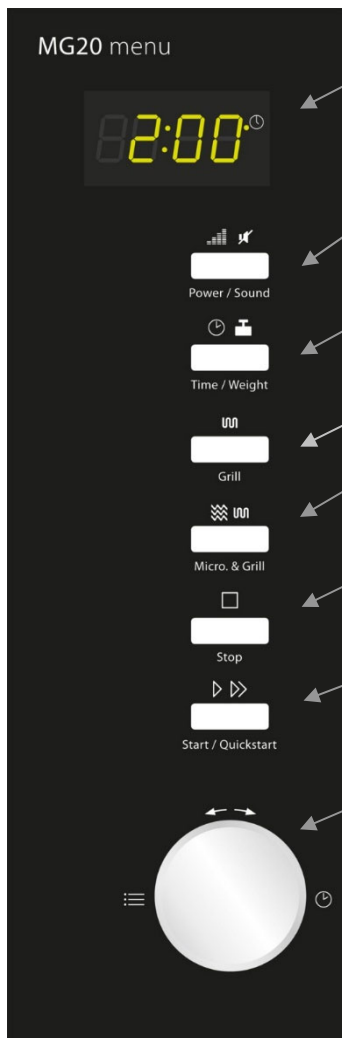 MG20 menu
2:00
Power / Sound
Time / Weight
Grill
Micro. & Grill
Stop
Start / Quickstart